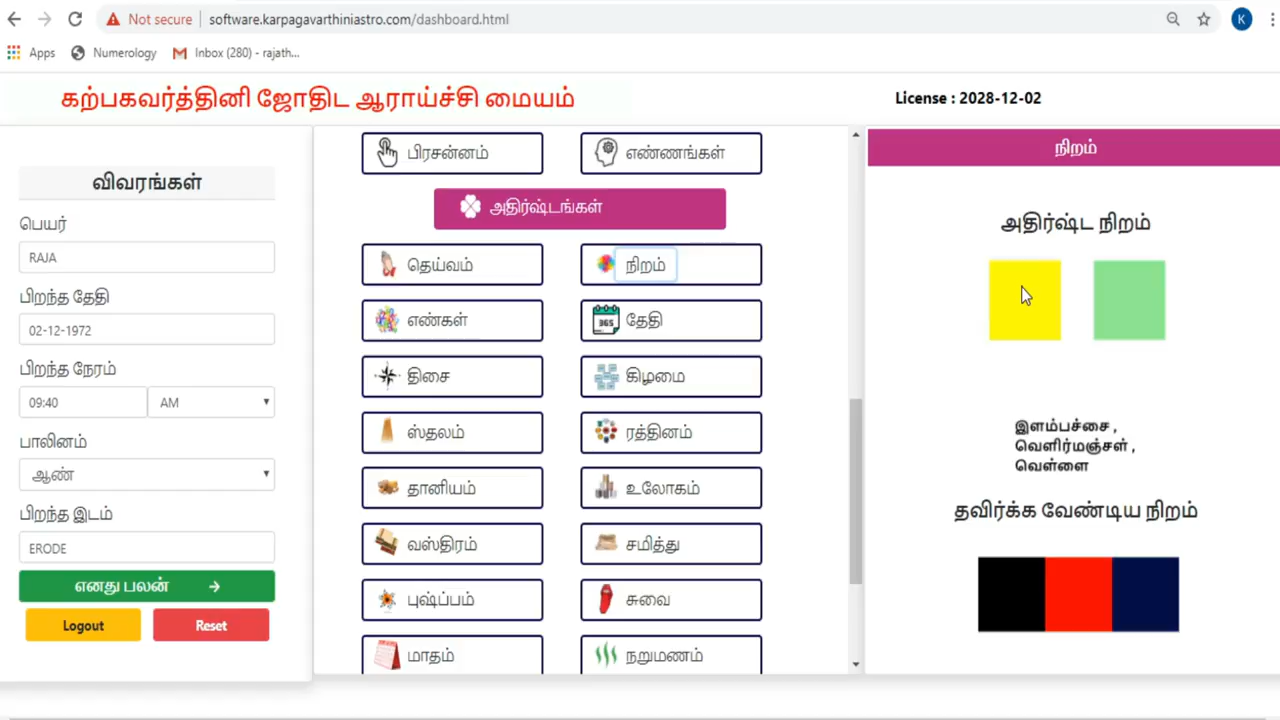 Not secure
software.karpagavarthiniastro.com/dashboard.html
K
Apps
Numerology
Inbox (280) - rajath...
கற்பகவர்த்தினி ஜோதிட ஆராய்ச்சி மையம்
License : 2028-12-02
விவரங்கள்
பெயர்
RAJA
பிறந்த தேதி
02-12-1972
பிறந்த நேரம்
09:40
AM
பாலினம்
ஆண்
பிறந்த இடம்
ERODE
எனது பலன்
Logout
Reset
பிரசன்னம்
எண்ணங்கள்
அதிர்ஷ்டங்கள்
தெய்வம்
நிறம்
எண்கள்
365
தேதி
திசை
கிழமை
ஸ்தலம்
ரத்தினம்
தானியம்
உலோகம்
வஸ்திரம்
சமித்து
புஷ்ப்பம்
சுவை
மாதம்
நறுமணம்
நிறம்
அதிர்ஷ்ட நிறம்
இளம்பச்சை ,
வெளிர்மஞ்சள் ,
வெள்ளை
தவிர்க்க வேண்டிய நிறம்